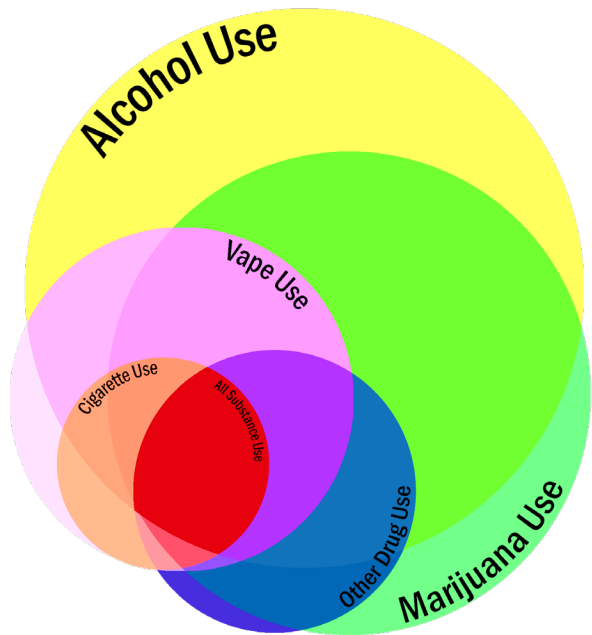 Alcohol Use
Vape Use
Cigarette Use
All Substance Use
Other Drug Use
Marijuana Use